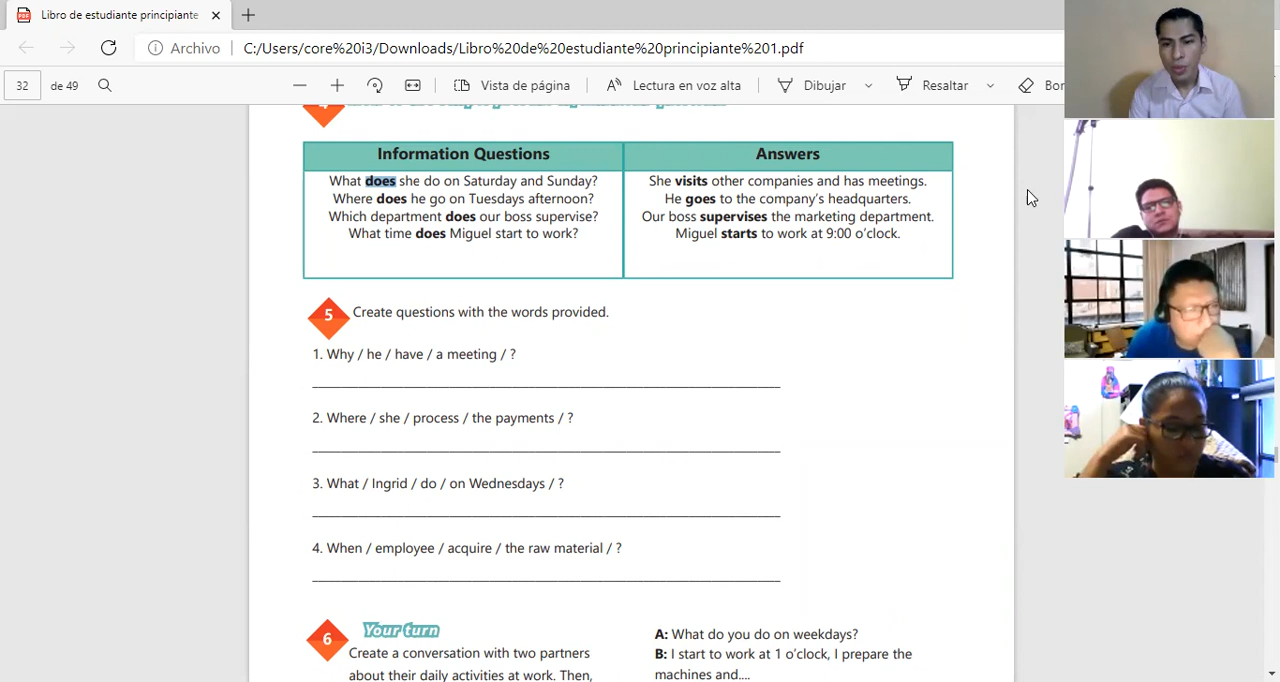 Libro de estudiante principiante
Archivo
C:/Users/core%20i3/Downloads/Libro%20de%20estudiante%20principiante%201.pdf
32 de 49
Vista de página
Lectura en voz alta
Dibujar
Resaltar
Bor
Information Questions
Answers
What does she do on Saturday and Sunday?
She visits other companies and has meetings.
Where does he go on Tuesdays afternoon?
He goes to the company's headquarters.
Which department does our boss supervise?
Our boss supervises the marketing department.
What time does Miguel start to work?
Miguel starts to work at 9:00 o'clock.
5 Create questions with the words provided.
1. Why / he / have / a meeting / ?
2. Where / she / process / the payments / ?
3. What / Ingrid / do / on Wednesdays / ?
4. When / employee / acquire / the raw material / ?
6 Your turn
Create a conversation with two partners
about their daily activities at work. Then,
A: What do you do on weekdays?
B: I start to work at 1 o'clock, I prepare the
machines and....